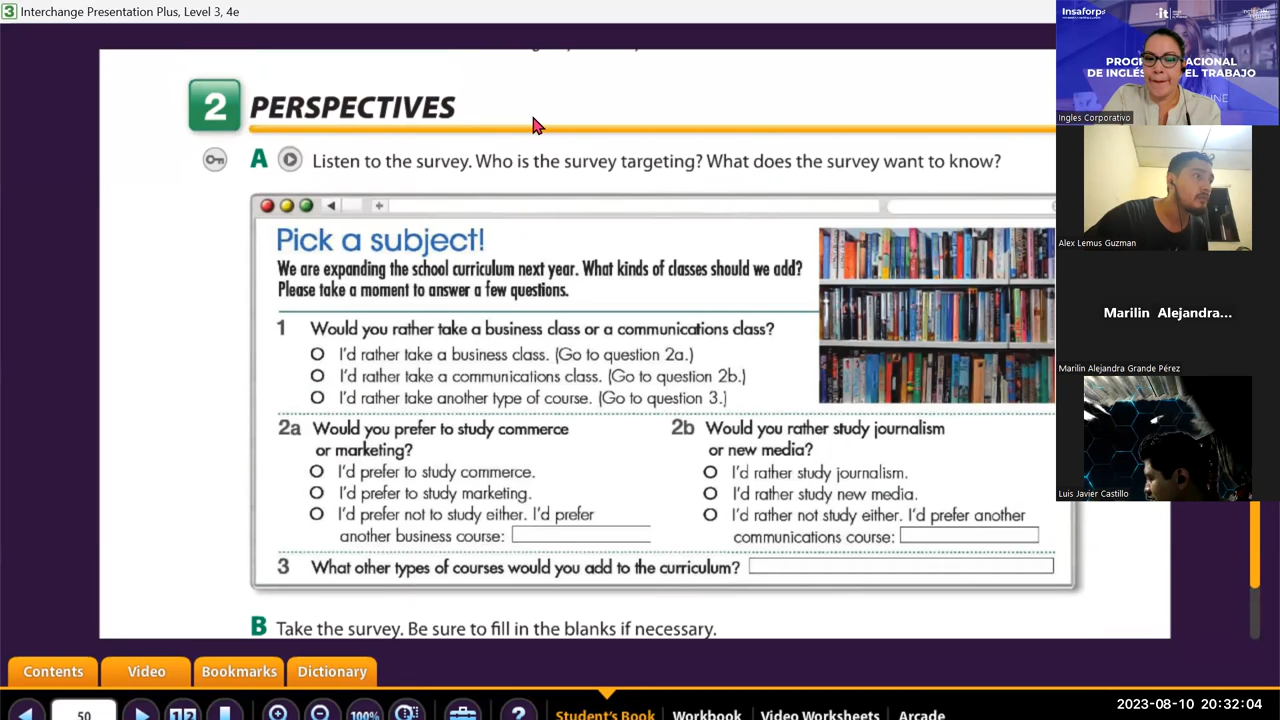 3 Interchange Presentation Plus, Level 3, 4e
2 PERSPECTIVES
A Listen to the survey. Who is the survey targeting? What does the survey want to know?
Pick a subject!
We are expanding the school curriculum next year. What kinds of classes should we add?
Please take a moment to answer a few questions.
1 Would you rather take a business class or a communications class?
I'd rather take a business class. (Go to question 2a.)
I'd rather take a communications class. (Go to question 2b.)
I'd rather take another type of course. (Go to question 3.)
2a Would you prefer to study commerce
or marketing?
I'd prefer to study commerce.
I'd prefer to study marketing.
I'd prefer not to study either. I'd prefer
another business course:
2b Would you rather study journalism
or new media?
I'd rather study journalism.
I'd rather study new media.
I'd rather not study either. I'd prefer another
communications course:
3 What other types of courses would you add to the curriculum?
B Take the survey. Be sure to fill in the blanks if necessary.
Contents Video Bookmarks Dictionary
50 1 2 100% ? Student's Book Workbook Video Worksheets Arcade
2023-08-10 20:32:04
Insaforp
it
Ingles Corporativo
Alex Lemus Guzman
Marilin Alejandra...
Marilin Alejandra Grande Pérez
Luis Javier Castillo